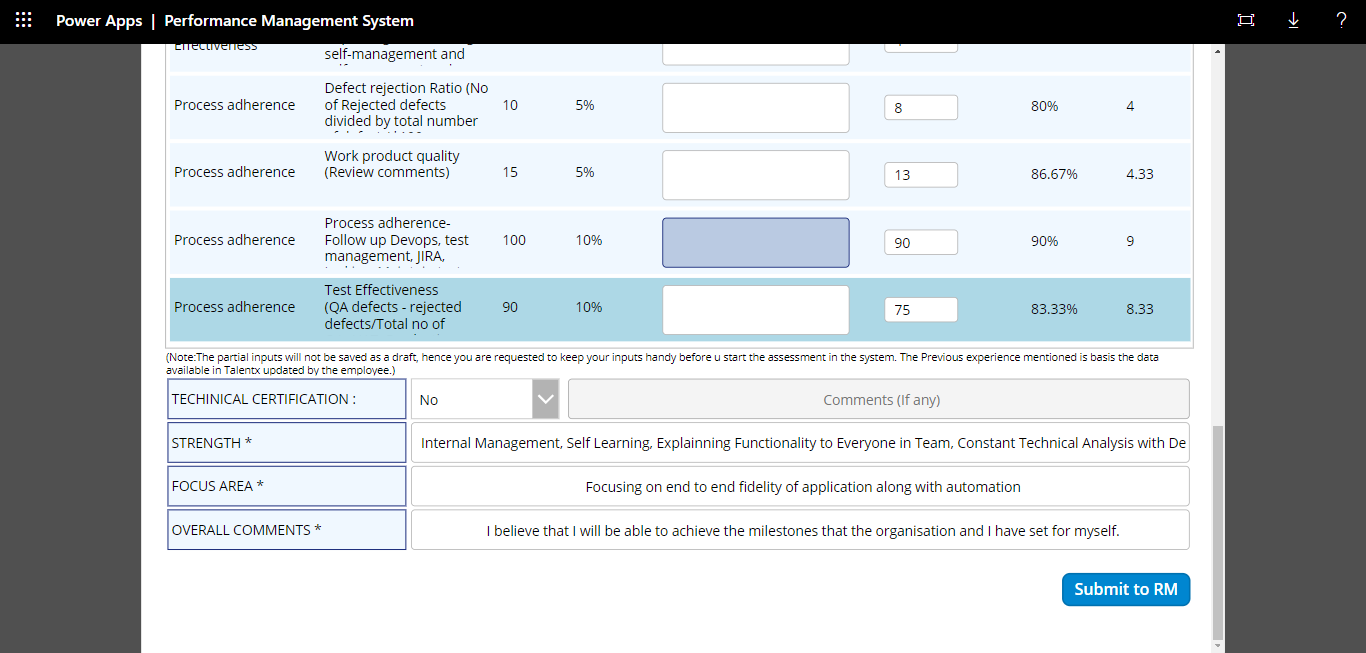 Power Apps | Performance Management System
Effectiveness
self-management and
Process adherence
Defect rejection Ratio (No
of Rejected defects
divided by total number
10
5%
8
80%
4
Process adherence
Work product quality
(Review comments)
15
5%
13
86.67%
4.33
Process adherence
Process adherence-
Follow up Devops, test
management, JIRA,
100
10%
90
90%
9
Process adherence
Test Effectiveness
(QA defects - rejected
defects/Total no of
90
10%
75
83.33%
8.33
(Note:The partial inputs will not be saved as a draft, hence you are requested to keep your inputs handy before u start the assessment in the system. The Previous experience mentioned is basis the data
available in Talentx updated by the employee.)
TECHINICAL CERTIFICATION :
No
Comments (If any)
STRENGTH *
Internal Management, Self Learning, Explainning Functionality to Everyone in Team, Constant Technical Analysis with De
FOCUS AREA *
Focusing on end to end fidelity of application along with automation
OVERALL COMMENTS *
I believe that I will be able to achieve the milestones that the organisation and I have set for myself.
Submit to RM